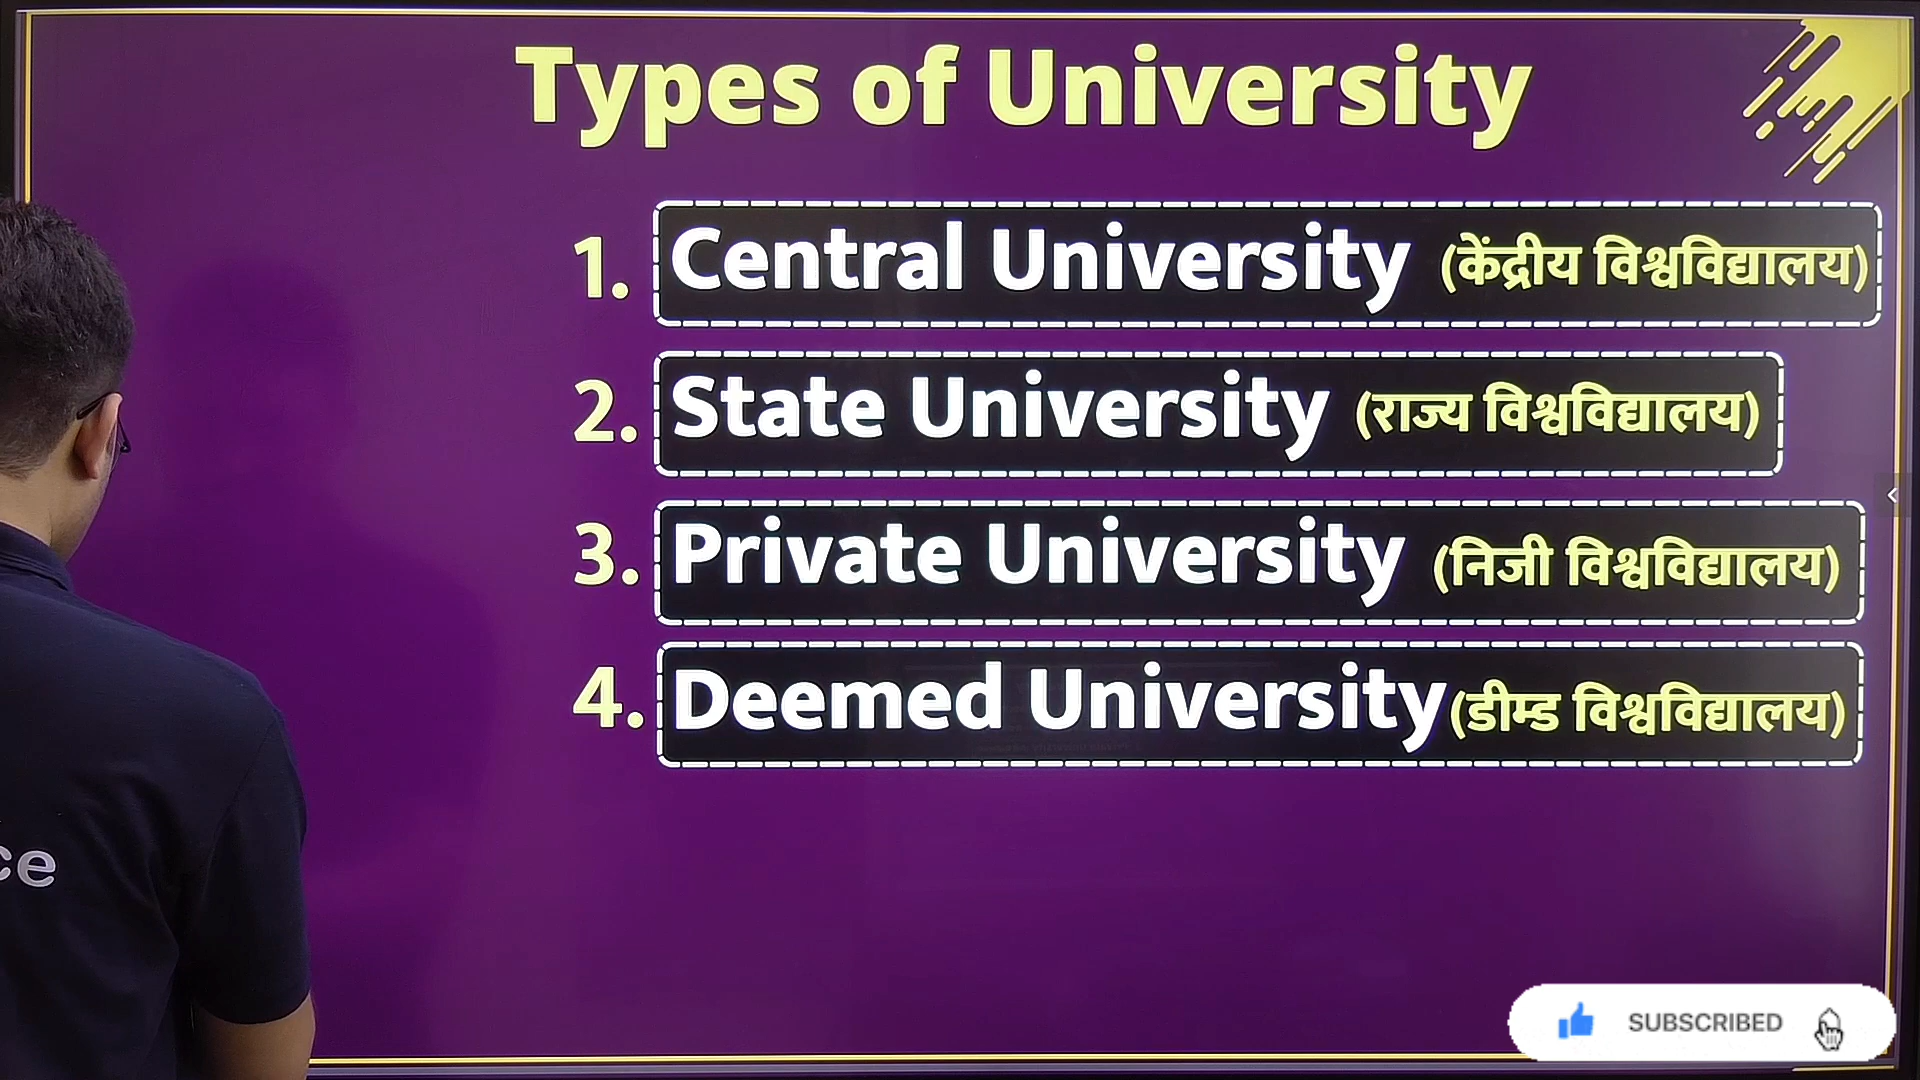 Types of University
1. Central University (केंद्रीय विश्वविद्यालय)
2. State University (राज्य विश्वविद्यालय)
3. Private University (निजी विश्वविद्यालय)
4. Deemed University (डीम्ड विश्वविद्यालय)
ce
SUBSCRIBED